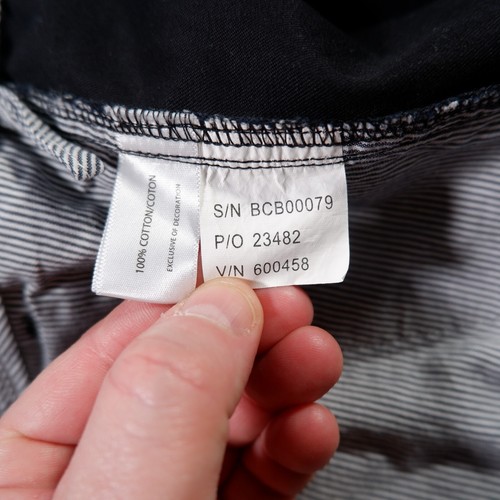 100% COTTON/COTON
EXCLUSIVE OF DECORATION
S/N BCB00079
P/O 23482
V/N 600458